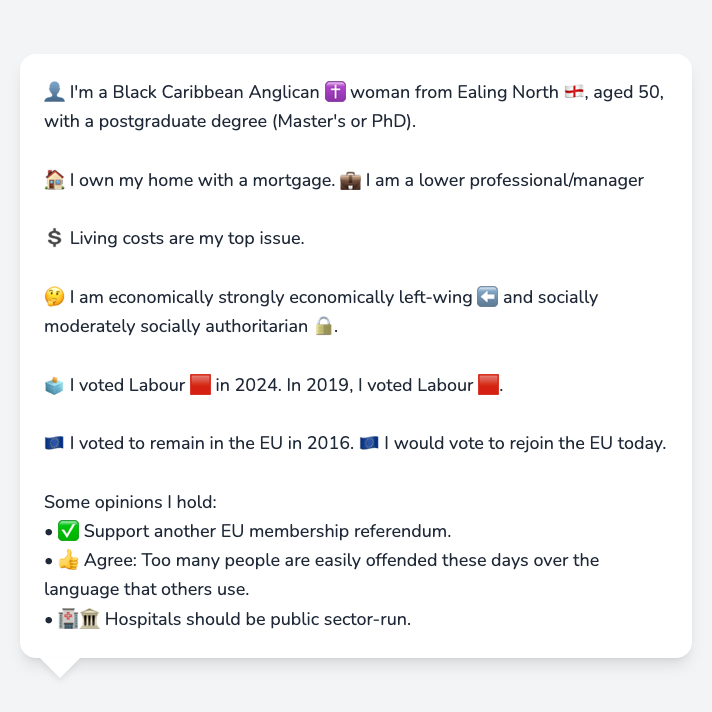 👤 I'm a Black Caribbean Anglican ✝️ woman from Ealing North 🏴󠁧󠁢󠁥󠁮󠁧󠁿, aged 50,
with a postgraduate degree (Master's or PhD).
🏠 I own my home with a mortgage. 💼 I am a lower professional/manager
💲 Living costs are my top issue.
🤔 I am economically strongly economically left-wing ⬅️ and socially
moderately socially authoritarian 🔒.
🗳️ I voted Labour 🟥 in 2024. In 2019, I voted Labour 🟥.
🇪🇺 I voted to remain in the EU in 2016. 🇪🇺 I would vote to rejoin the EU today.
Some opinions I hold:
• ✅ Support another EU membership referendum.
• 👍 Agree: Too many people are easily offended these days over the
language that others use.
• 🏥🏛️ Hospitals should be public sector-run.